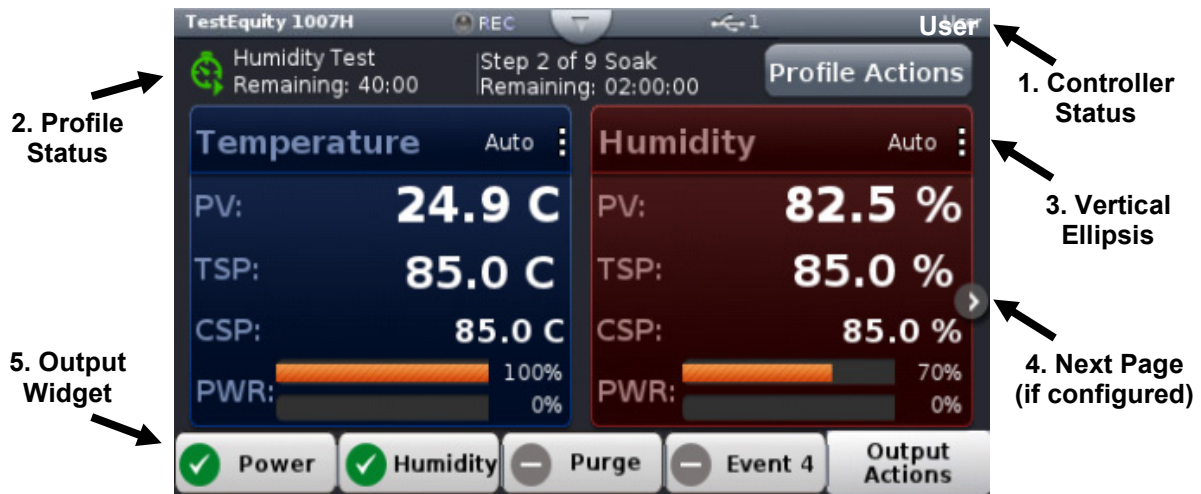 TestEquity 1007H REC 1 User
Humidity Test Step 2 of 9 Soak
Remaining: 40:00 Remaining: 02:00:00
Profile Actions
1. Controller
Status
2. Profile
Status
Temperature Auto
PV: 24.9 C
TSP: 85.0 C
CSP: 85.0 C
PWR: 100%
0%
Humidity Auto
PV: 82.5 %
TSP: 85.0 %
CSP: 85.0 %
PWR: 70%
0%
3. Vertical
Ellipsis
4. Next Page
(if configured)
5. Output
Widget
Power Humidity Purge Event 4 Output
Actions